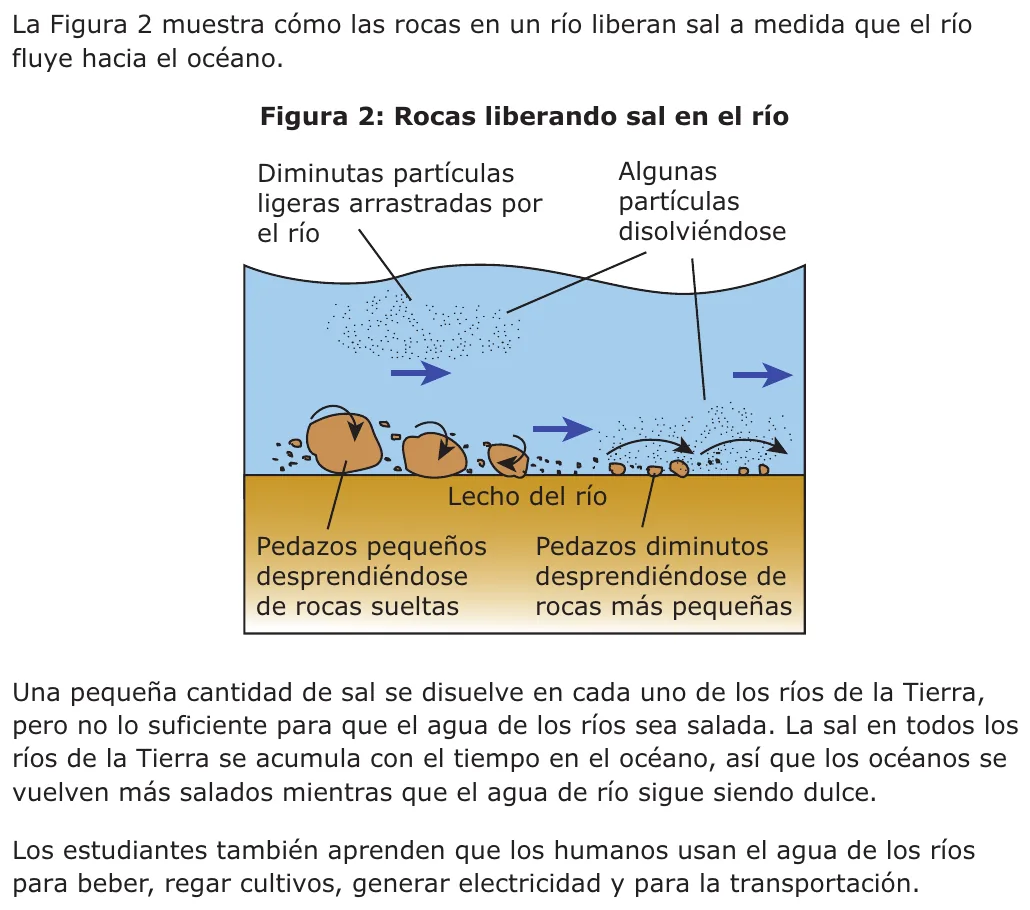 La Figura 2 muestra cómo las rocas en un río liberan sal a medida que el río
fluye hacia el océano.
Figura 2: Rocas liberando sal en el río
Diminutas partículas
ligeras arrastradas por
el río
Algunas
partículas
disolviéndose
Lecho del río
Pedazos pequeños
desprendiéndose
de rocas sueltas
Pedazos diminutos
desprendiéndose de
rocas más pequeñas
Una pequeña cantidad de sal se disuelve en cada uno de los ríos de la Tierra,
pero no lo suficiente para que el agua de los ríos sea salada. La sal en todos los
ríos de la Tierra se acumula con el tiempo en el océano, así que los océanos se
vuelven más salados mientras que el agua de río sigue siendo dulce.
Los estudiantes también aprenden que los humanos usan el agua de los ríos
para beber, regar cultivos, generar electricidad y para la transportación.